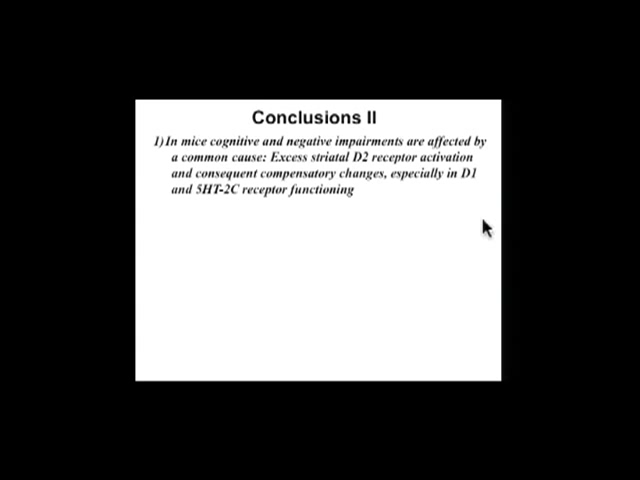 Conclusions II
1) In mice cognitive and negative impairments are affected by
a common cause: Excess striatal D2 receptor activation
and consequent compensatory changes, especially in D1
and 5HT-2C receptor functioning